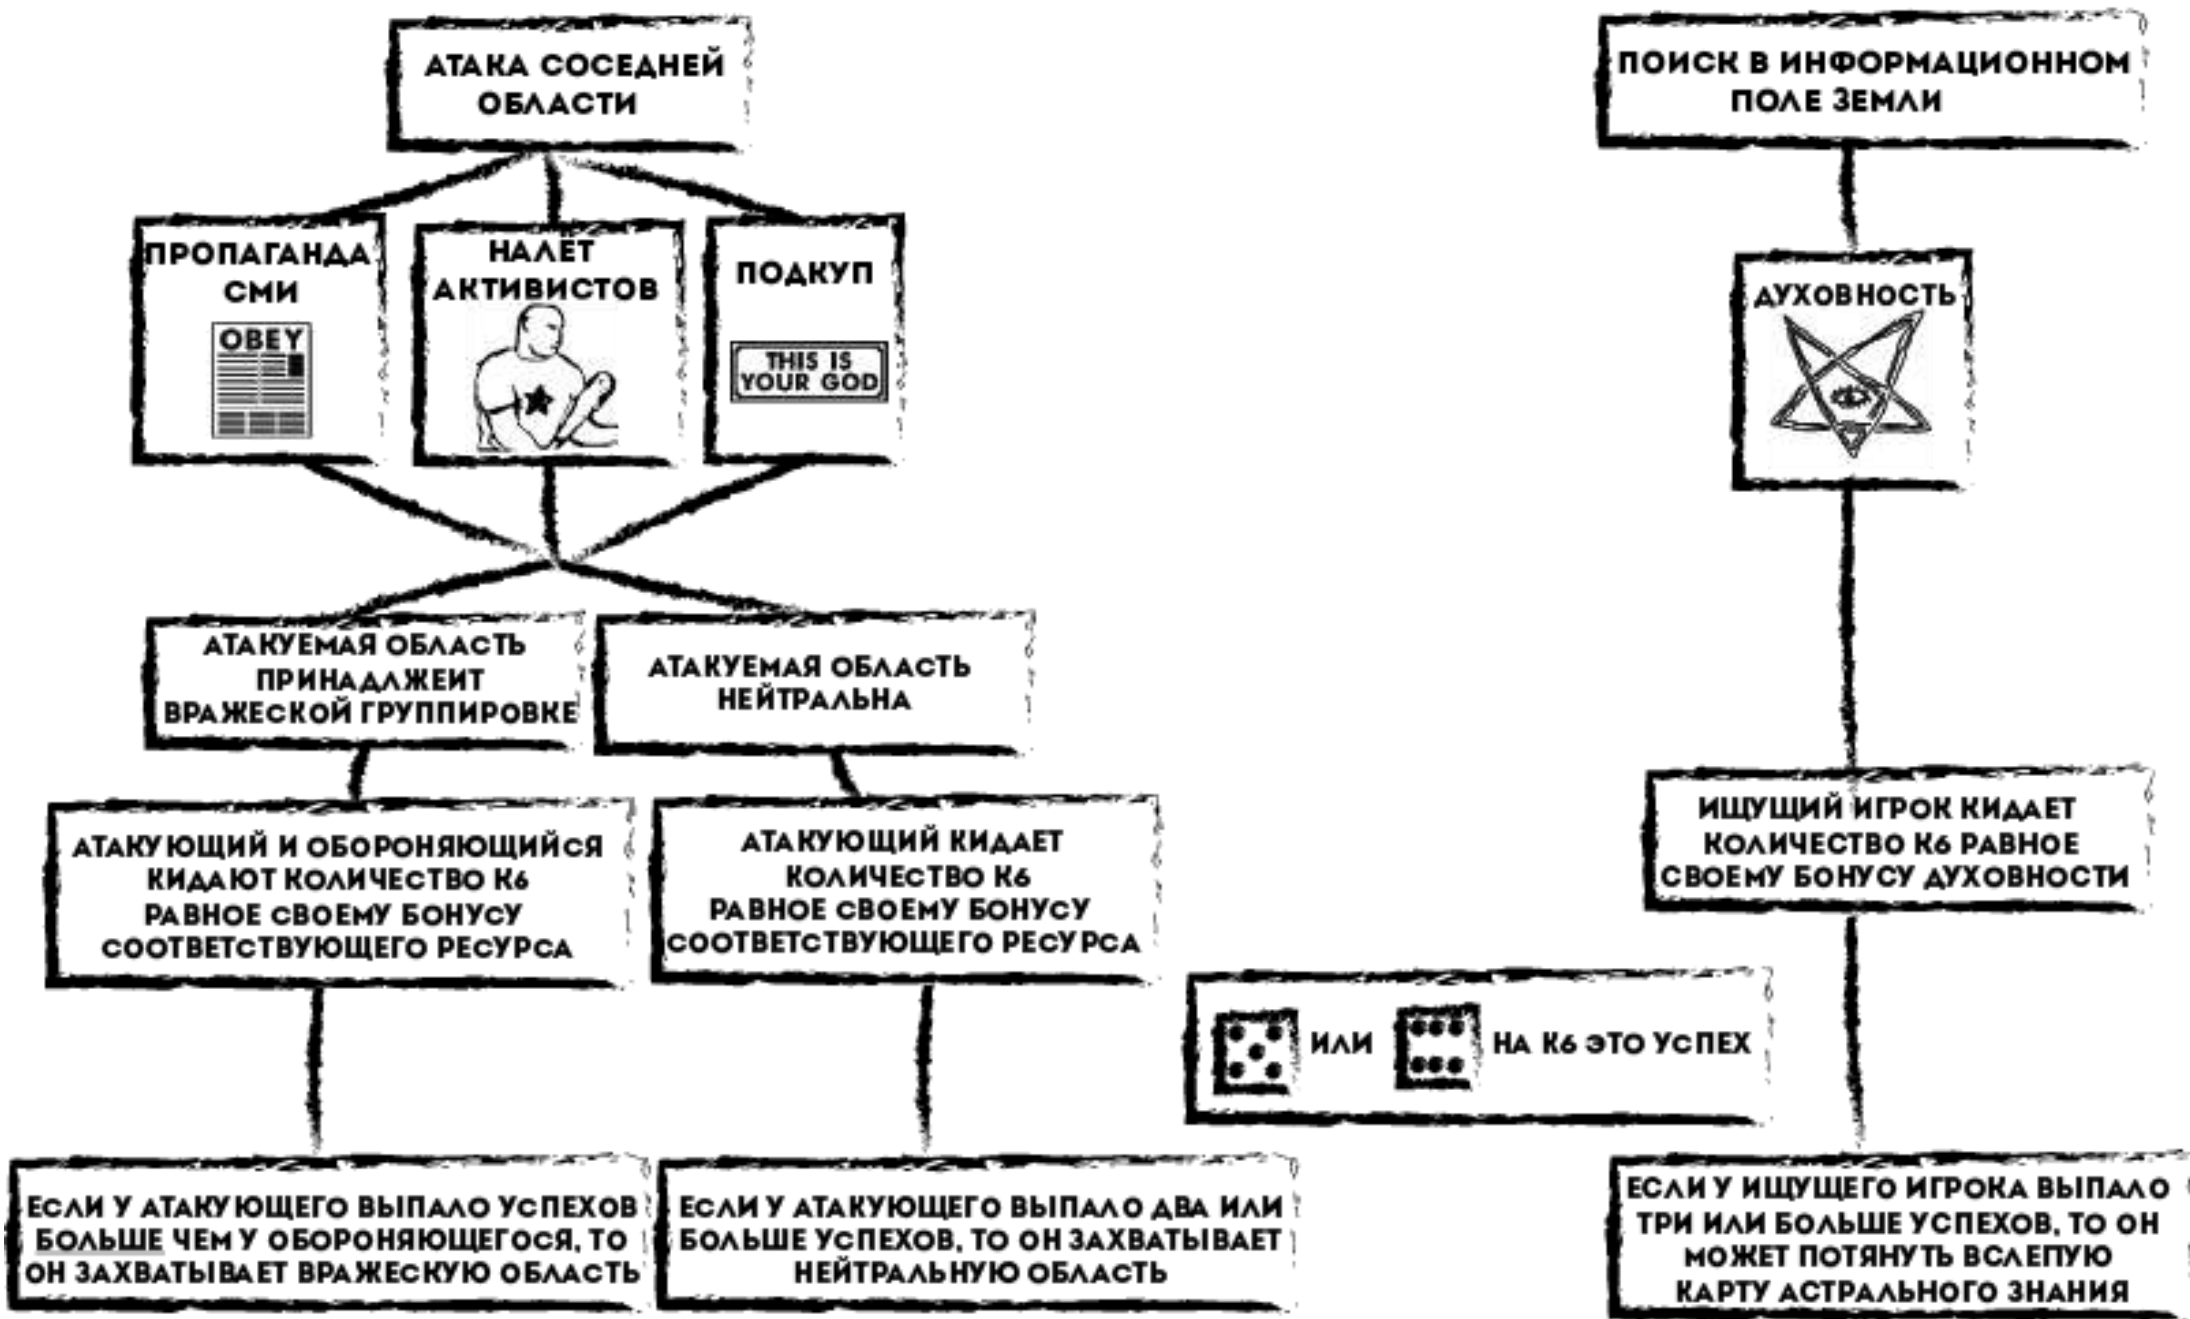 АТАКА СОСЕДНЕЙ
ОБЛАСТИ
ПРОПАГАНДА
СМИ
OBEY
НАЛЕТ
АКТИВИСТОВ
ПОДКУП
THIS IS
YOUR GOD
АТАКУЕМАЯ ОБЛАСТЬ
ПРИНАДЛЖЕИТ
ВРАЖЕСКОЙ ГРУППИРОВКЕ
АТАКУЕМАЯ ОБЛАСТЬ
НЕЙТРАЛЬНА
АТАКУЮЩИЙ И ОБОРОНЯЮЩИЙСЯ
КИДАЮТ КОЛИЧЕСТВО К6
РАВНОЕ СВОЕМУ БОНУСУ
СООТВЕТСТВУЮЩЕГО РЕСУРСА
АТАКУЮЩИЙ КИДАЕТ
КОЛИЧЕСТВО К6
РАВНОЕ СВОЕМУ БОНУСУ
СООТВЕТСТВУЮЩЕГО РЕСУРСА
ЕСЛИ У АТАКУЮЩЕГО ВЫПАЛО УСПЕХОВ
БОЛЬШЕ ЧЕМ У ОБОРОНЯЮЩЕГОСЯ, ТО
ОН ЗАХВАТЫВАЕТ ВРАЖЕСКУЮ ОБЛАСТЬ
ЕСЛИ У АТАКУЮЩЕГО ВЫПАЛО ДВА ИЛИ
БОЛЬШЕ УСПЕХОВ, ТО ОН ЗАХВАТЫВАЕТ
НЕЙТРАЛЬНУЮ ОБЛАСТЬ
ИЛИ НА К6 ЭТО УСПЕХ
ПОИСК В ИНФОРМАЦИОННОМ
ПОЛЕ ЗЕМЛИ
ДУХОВНОСТЬ
ИЩУЩИЙ ИГРОК КИДАЕТ
КОЛИЧЕСТВО К6 РАВНОЕ
СВОЕМУ БОНУСУ ДУХОВНОСТИ
ЕСЛИ У ИЩУЩЕГО ИГРОКА ВЫПАЛО
ТРИ ИЛИ БОЛЬШЕ УСПЕХОВ, ТО ОН
МОЖЕТ ПОТЯНУТЬ ВСЛЕПУЮ
КАРТУ АСТРАЛЬНОГО ЗНАНИЯ